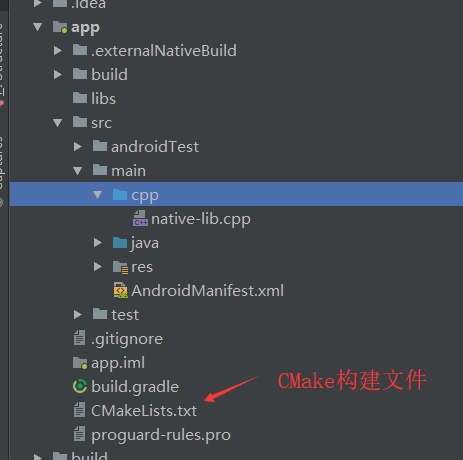 .idea
app
.externalNativeBuild
build
libs
src
androidTest
main
cpp
native-lib.cpp
java
res
AndroidManifest.xml
test
.gitignore
app.iml
build.gradle
CMakeLists.txt
CMake构建文件
proguard-rules.pro
build
Captures